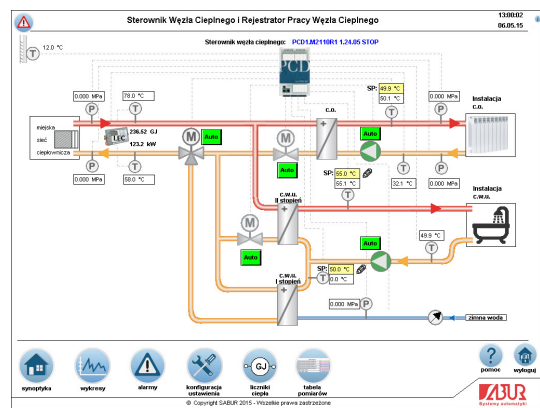 Sterownik Węzła Cieplnego i Rejestrator Pracy Węzła Cieplnego
13:00:02
06.05.15
Sterownik węzła cieplnego: PCD1.M2110R1 1.24.05 STOP
12.0 °C
T
PCD
SP: 49.9 °C
50.1 °C
0.000 MPa
78.0 °C
0.000 MPa
Instalacja
c.o.
P
T
T
P
c.o.
miejska
sieć
ciepłownicza
LEC
236.52 GJ
123.2 kW
M
Auto
Auto
M
Auto
P
T
T
P
0.000 MPa
58.0 °C
SP: 55.0 °C
55.1 °C
32.1 °C
0.000 MPa
T
Instalacja
c.w.u.
c.w.u.
II stopień
M
Auto
Auto
49.9 °C
T
c.w.u.
I stopień
SP: 50.0 °C
T
0.0 °C
0.000 MPa
P
zimna woda
GJ
?
synoptyka
wykresy
alarmy
konfiguracja
ustawienia
liczniki
ciepła
tabela
pomiarów
pomoc
wyloguj
© Copyright SABUR 2015 - Wszelkie prawa zastrzeżone
SABUR
Systemy automatyki